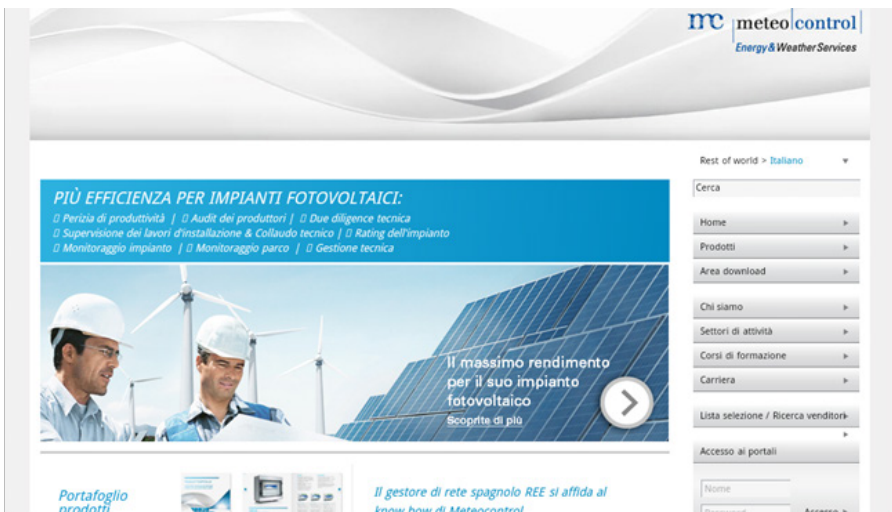 mc meteo control
Energy & Weather Services
Rest of world > Italiano
Cerca
PIÙ EFFICIENZA PER IMPIANTI FOTOVOLTAICI:
Perizia di produttività | Audit dei produttori | Due diligence tecnica
Supervisione dei lavori d'installazione & Collaudo tecnico | Rating dell'impianto
Monitoraggio impianto | Monitoraggio parco | Gestione tecnica
Il massimo rendimento
per il suo impianto
fotovoltaico
Scoprite di più
Home
Prodotti
Area download
Chi siamo
Settori di attività
Corsi di formazione
Carriera
Lista selezione / Ricerca venditori
Accesso ai portali
Nome
Password
Accesso >
Portafoglio
prodotti
Il gestore di rete spagnolo REE si affida al
know how di Meteocontrol